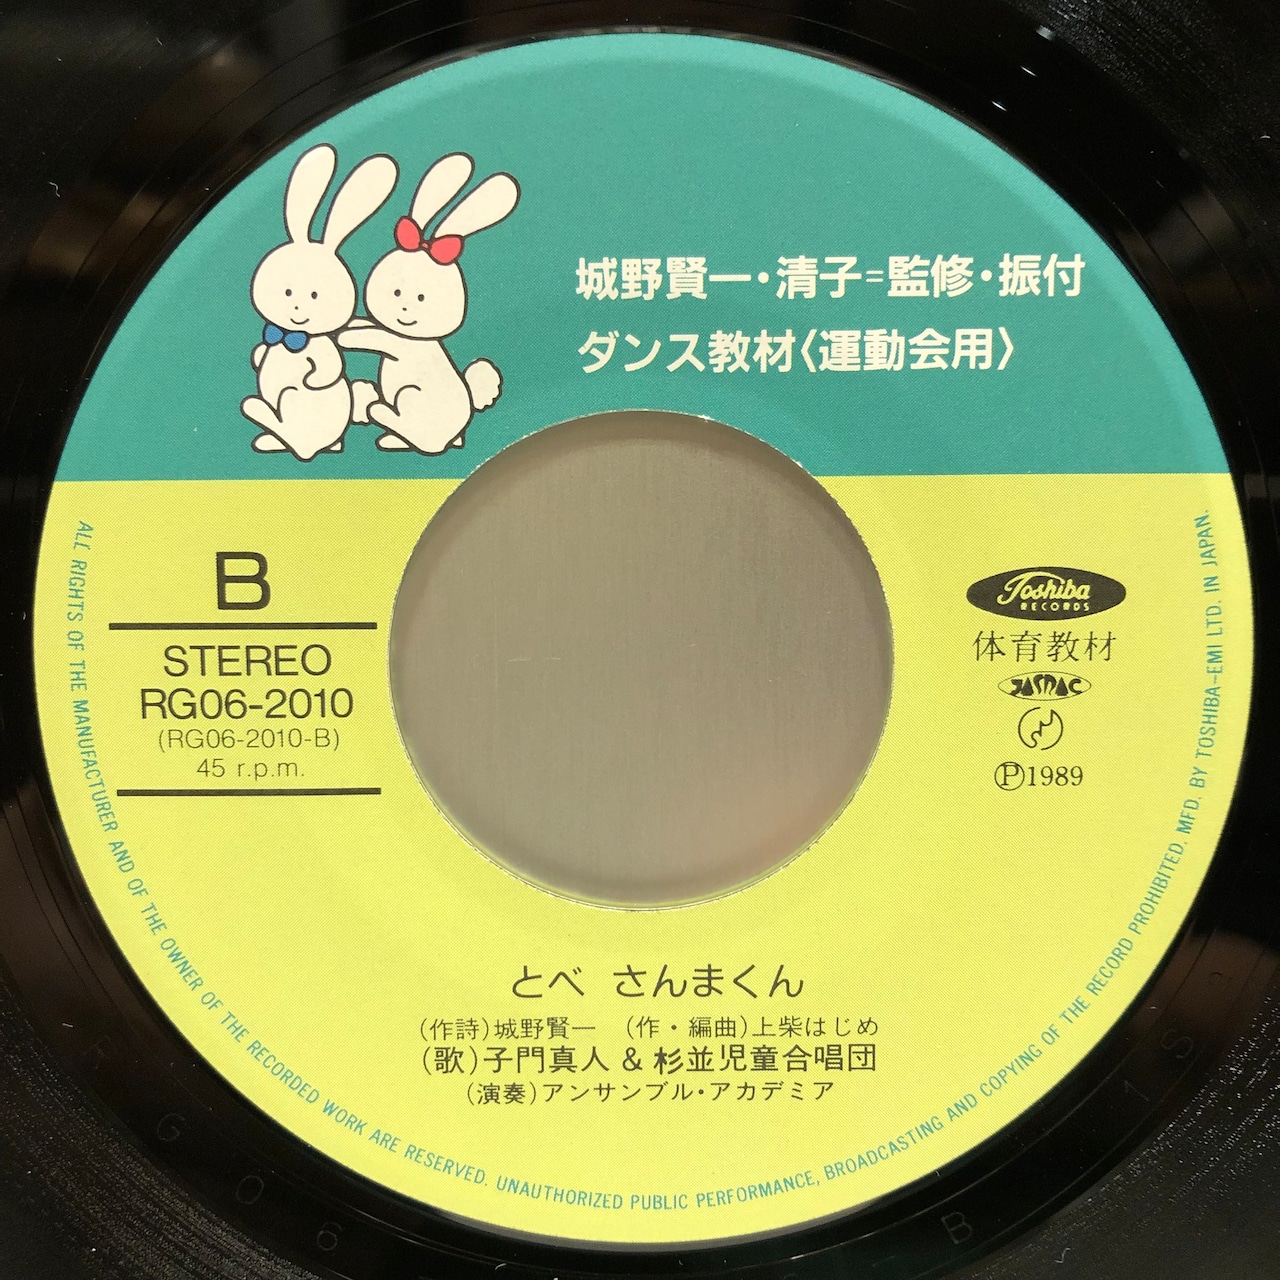 城野賢一・清子=監修・振付
ダンス教材〈運動会用〉
B
STEREO
RG06-2010
(RG06-2010-B)
45 r.p.m.
Toshiba
RECORDS
体育教材
JASRAC
Ⓟ1989
とべ さんまくん
(作詩)城野賢一 (作・編曲)上柴はじめ
(歌)子門真人 & 杉並児童合唱団
(演奏)アンサンブル・アカデミア
ALL RIGHTS OF THE MANUFACTURER AND OF THE OWNER OF THE RECORDED WORK ARE RESERVED. UNAUTHORIZED PUBLIC PERFORMANCE, BROADCASTING AND COPYING OF THE RECORD PROHIBITED. MFD. BY TOSHIBA-EMI LTD. IN JAPAN.